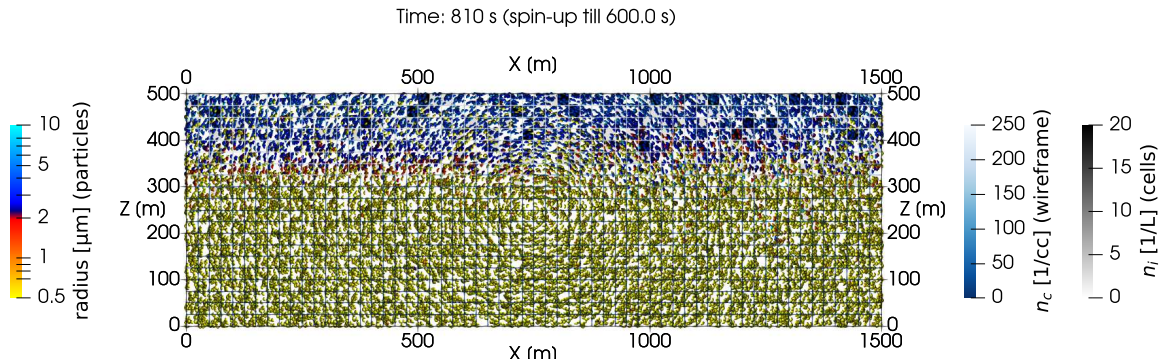 Time: 810 s (spin-up till 600.0 s)
X (m)
0 500 1000 1500
500 500
400 400
300 300
Z (m) Z (m)
200 200
100 100
0 0
0 500 1000 1500
X (m)
10
5
2
1
0.5
radius [μm] (particles)
250
200
150
100
50
0
n_c [1/cc] (wireframe)
20
15
10
5
0
n_i [1/L] (cells)